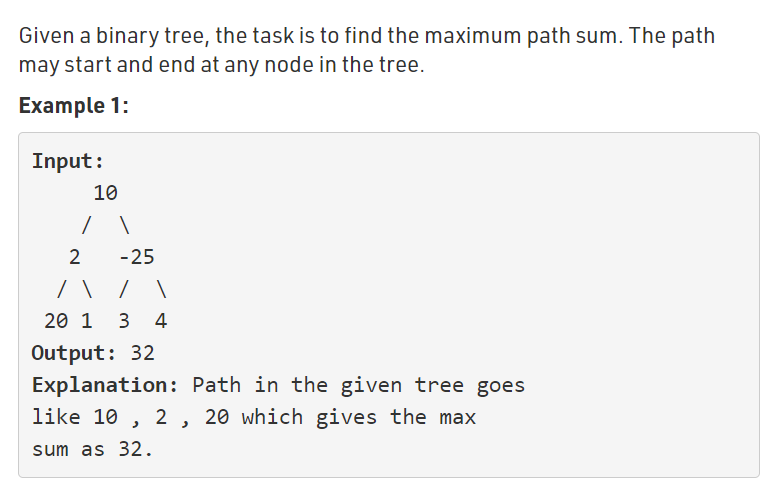 Given a binary tree, the task is to find the maximum path sum. The path
may start and end at any node in the tree.
Example 1:
Input:
     10
    /  \
   2   -25
  / \  /  \
 20 1  3  4
Output: 32
Explanation: Path in the given tree goes
like 10 , 2 , 20 which gives the max
sum as 32.